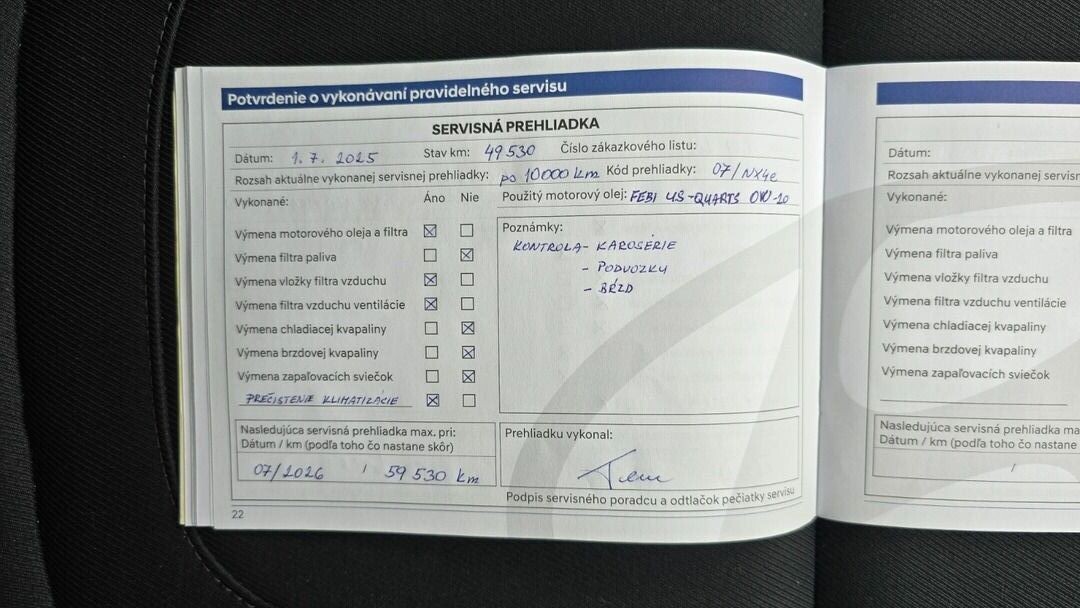 Potvrdenie o vykonávaní pravidelného servisu
SERVISNÁ PREHLIADKA
Dátum: 1. 7. 2025 Stav km: 49 530 Číslo zákazkového listu:
Rozsah aktuálne vykonanej servisnej prehliadky: po 10000 km Kód prehliadky: 07/NX4e
Vykonané: Áno Nie Použitý motorový olej: FEBI US-QUARTS 0W-20
Výmena motorového oleja a filtra
Výmena filtra paliva
Výmena vložky filtra vzduchu
Výmena filtra vzduchu ventilácie
Výmena chladiacej kvapaliny
Výmena brzdovej kvapaliny
Výmena zapaľovacích sviečok
PREČISTENIE KLIMATIZÁCIE
Poznámky:
KONTROLA - KAROSÉRIE
- PODVOZKU
- BŔZD
Nasledujúca servisná prehliadka max. pri:
Dátum / km (podľa toho čo nastane skôr)
07/2026 / 59 530 km
Prehliadku vykonal:
Podpis servisného poradcu a odtlačok pečiatky servisu
22
Dátum:
Rozsah aktuálne vykonanej servisn
Vykonané:
Výmena motorového oleja a filtra
Výmena filtra paliva
Výmena vložky filtra vzduchu
Výmena filtra vzduchu ventilácie
Výmena chladiacej kvapaliny
Výmena brzdovej kvapaliny
Výmena zapaľovacích sviečok
Nasledujúca servisná prehliadka ma
Dátum / km (podľa toho čo nastane
/